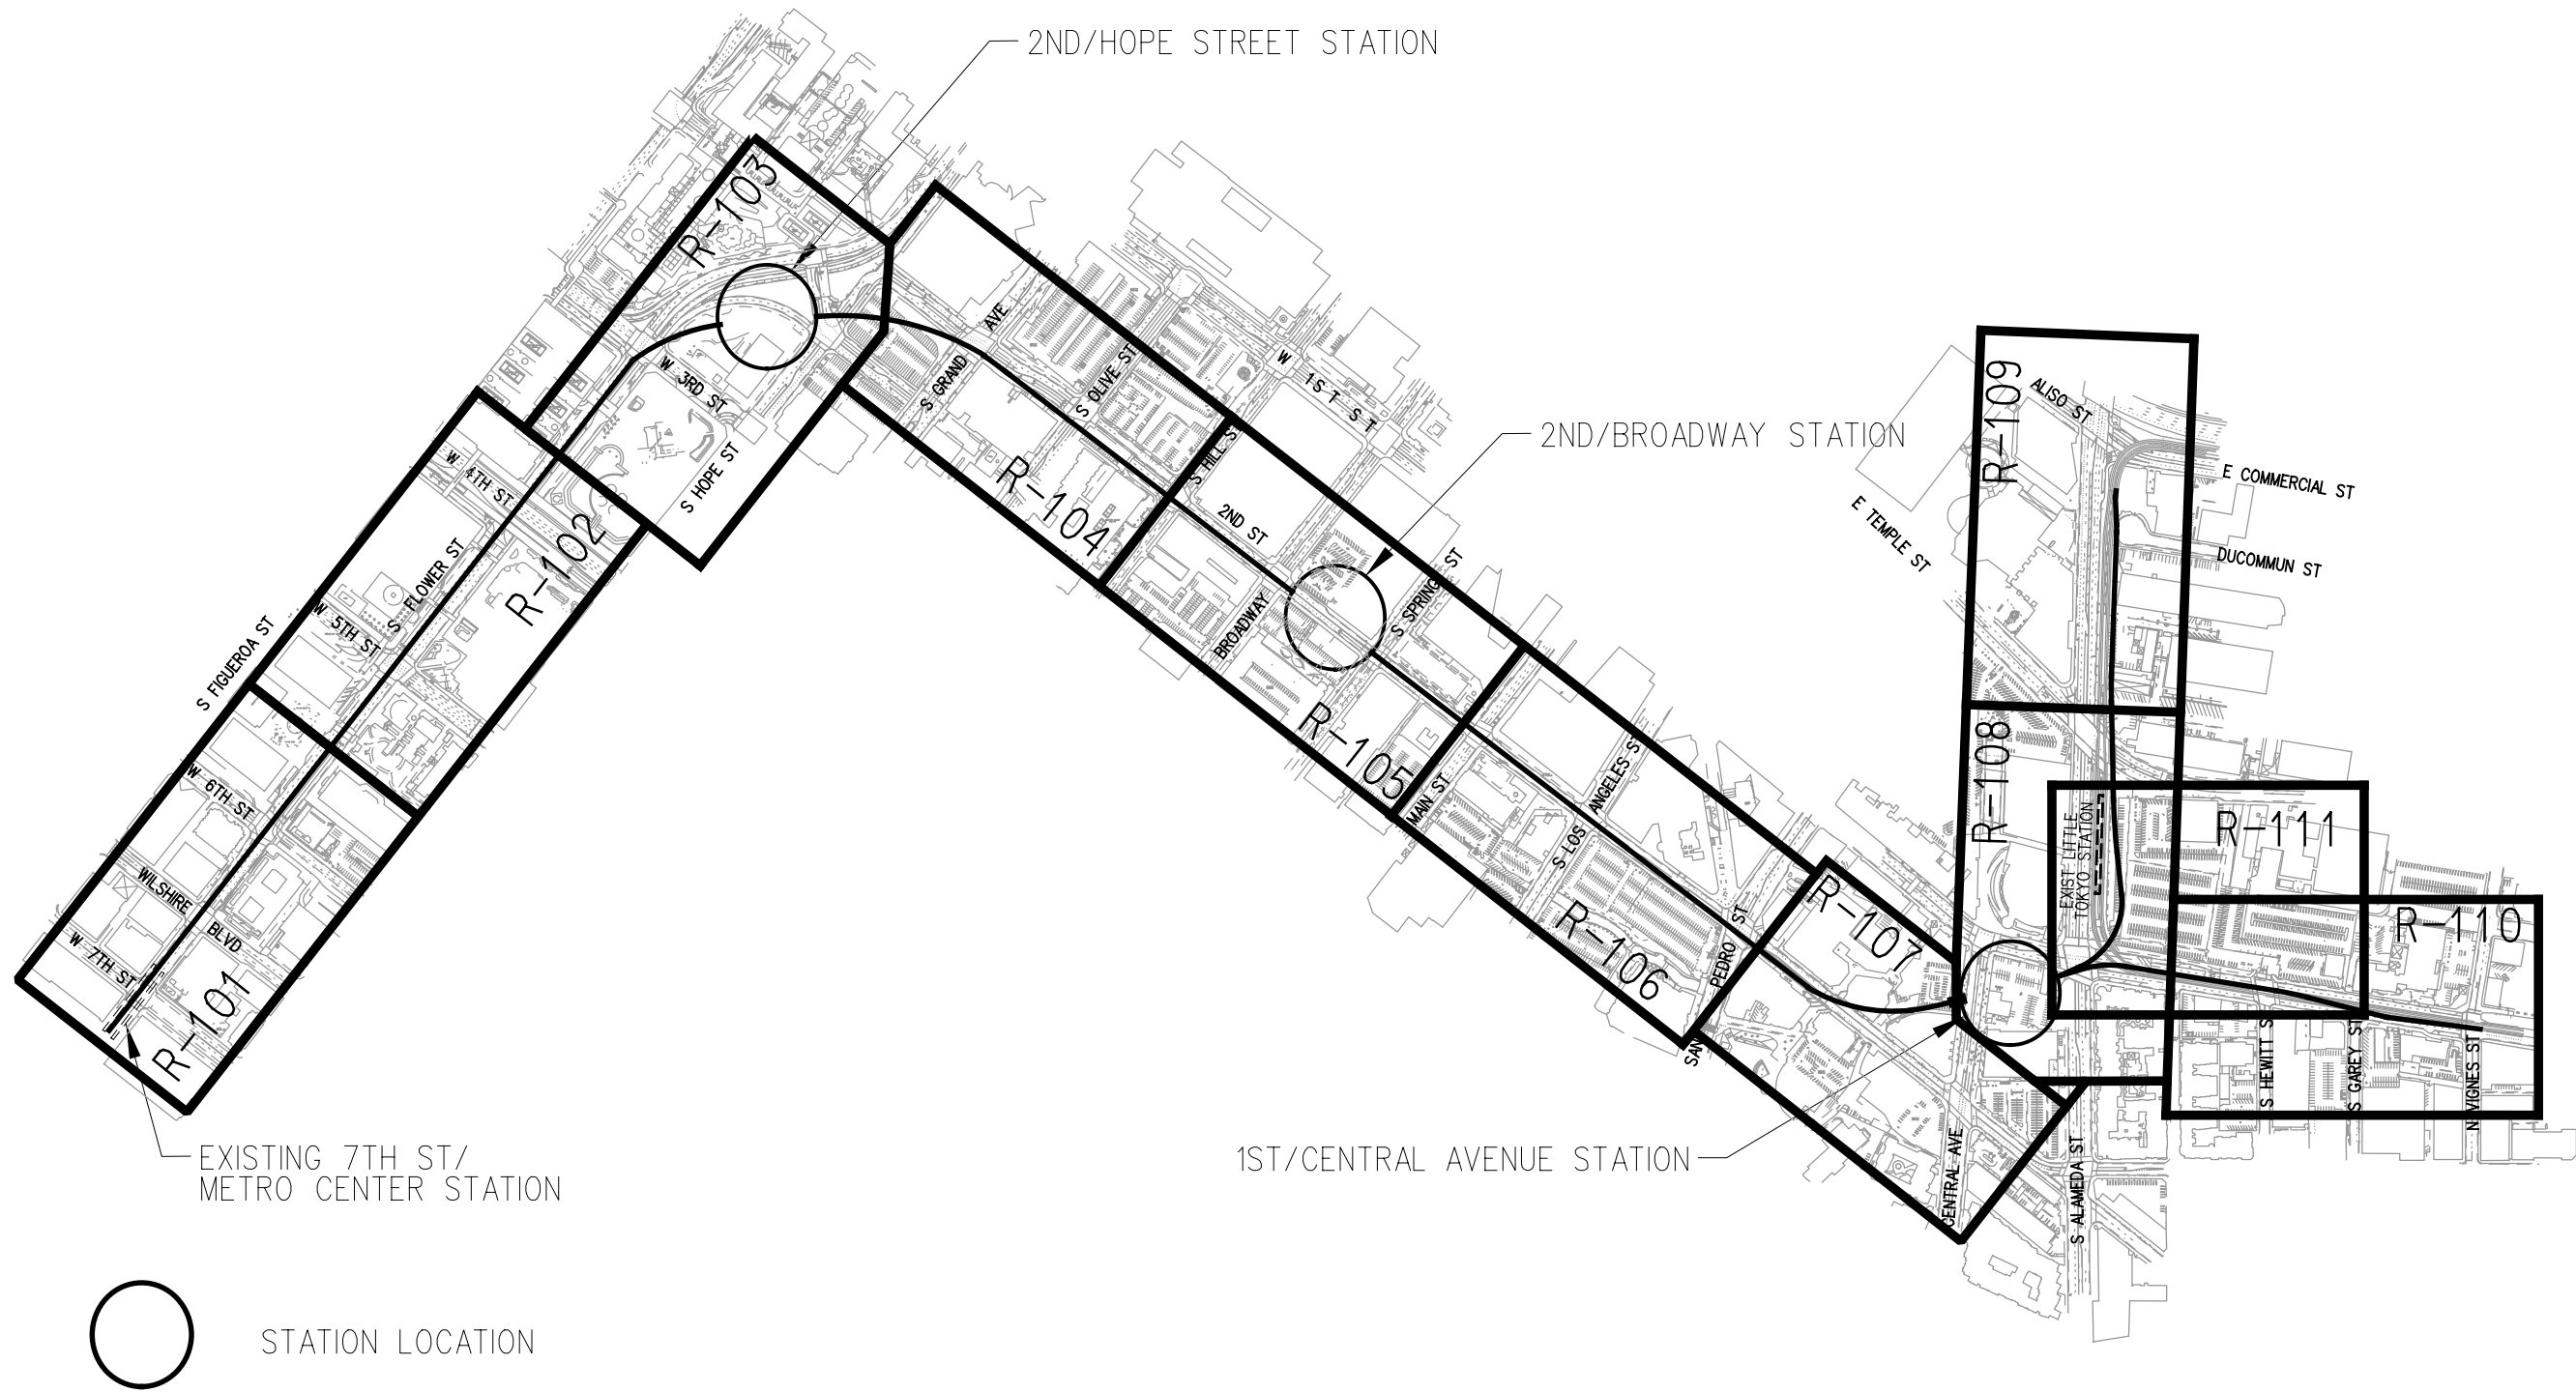 2ND/HOPE STREET STATION
R-103
AVE
S GRAND
S OLIVE ST
W 1ST ST
W 3RD ST
S HOPE ST
S HILL ST
2ND/BROADWAY STATION
R-109
ALISO ST
E COMMERCIAL ST
E TEMPLE ST
DUCOMMUN ST
W 4TH ST
R-102
S FLOWER ST
W 5TH ST
S FIGUEROA ST
R-104
2ND ST
BROADWAY
S SPRING ST
R-105
MAIN ST
S LOS ANGELES ST
R-108
EXIST LITTLE
TOKYO STATION
R-111
R-110
W 6TH ST
WILSHIRE BLVD
W 7TH ST
R-101
R-106
SAN PEDRO ST
R-107
S HEWITT S
S GAREY ST
N VIGNES ST
CENTRAL AVE
S ALAMEDA ST
EXISTING 7TH ST/
METRO CENTER STATION
1ST/CENTRAL AVENUE STATION
STATION LOCATION